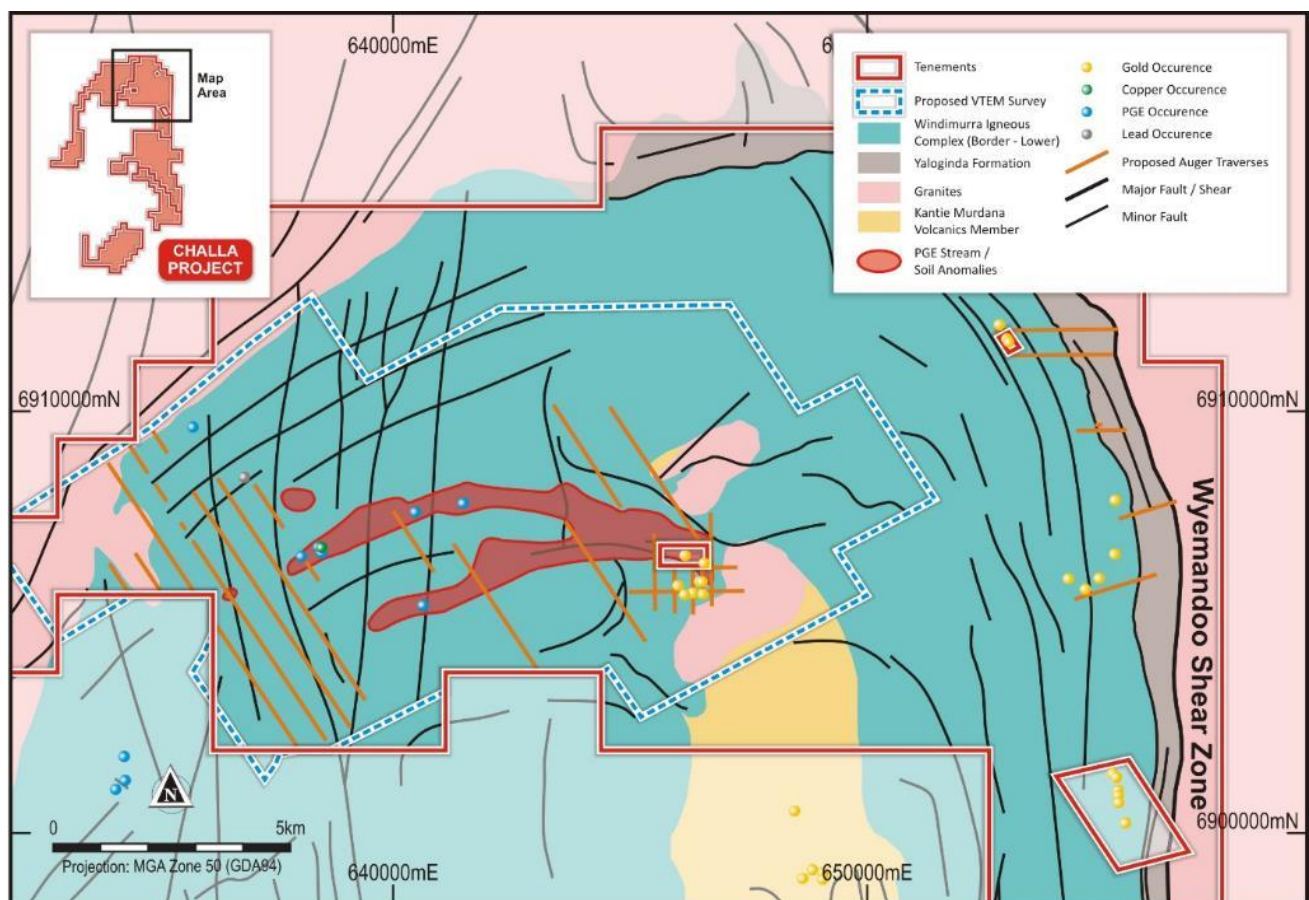 640000mE
6
Map
Area
CHALLA
PROJECT
Tenements
Proposed VTEM Survey
Windimurra Igneous
Complex (Border - Lower)
Yaloginda Formation
Granites
Kantie Murdana
Volcanics Member
PGE Stream /
Soil Anomalies
Gold Occurence
Copper Occurence
PGE Occurence
Lead Occurence
Proposed Auger Traverses
Major Fault / Shear
Minor Fault
6910000mN
6910000mN
Wyemandoo Shear Zone
N
0 5km
Projection: MGA Zone 50 (GDA94)
6900000mN
640000mE
650000mE